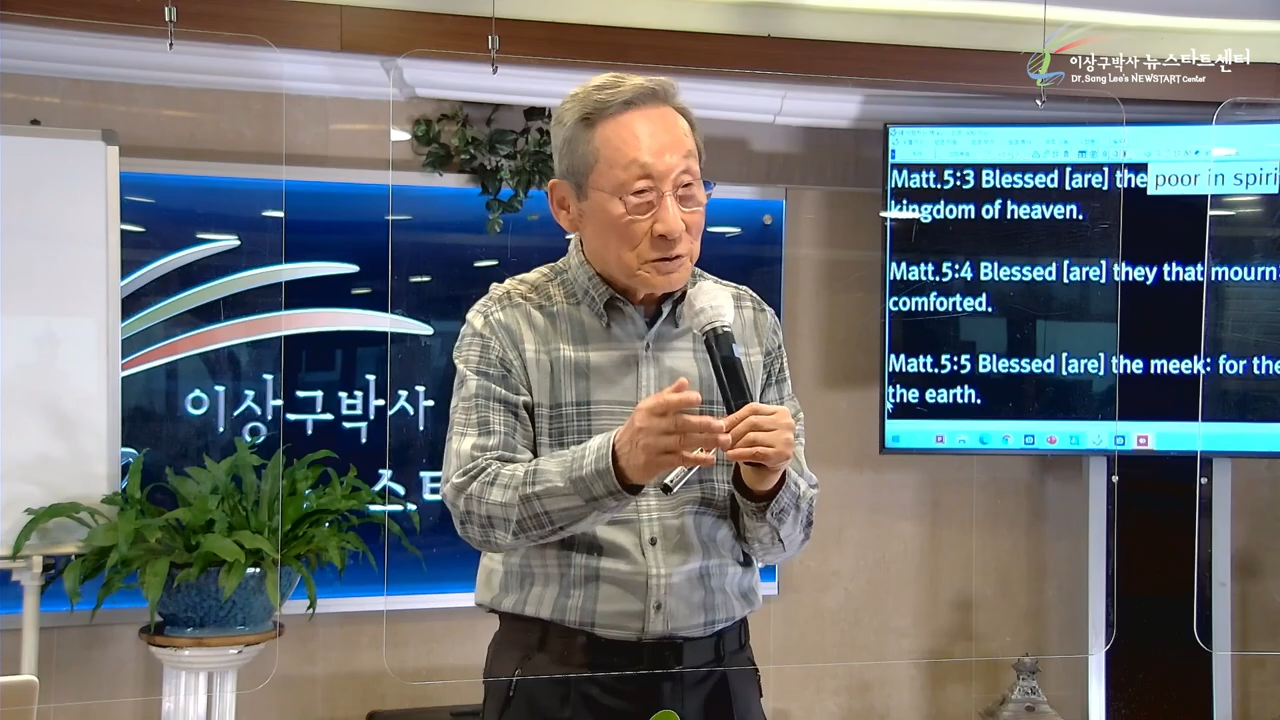 이상구박사 뉴스타트센터
Dr. Sang Lee's NEWSTART Center
Matt.5:3 Blessed [are] the poor in spiri
kingdom of heaven.
Matt.5:4 Blessed [are] they that mourn:
comforted.
Matt.5:5 Blessed [are] the meek: for the
the earth.
이상구박사
스타